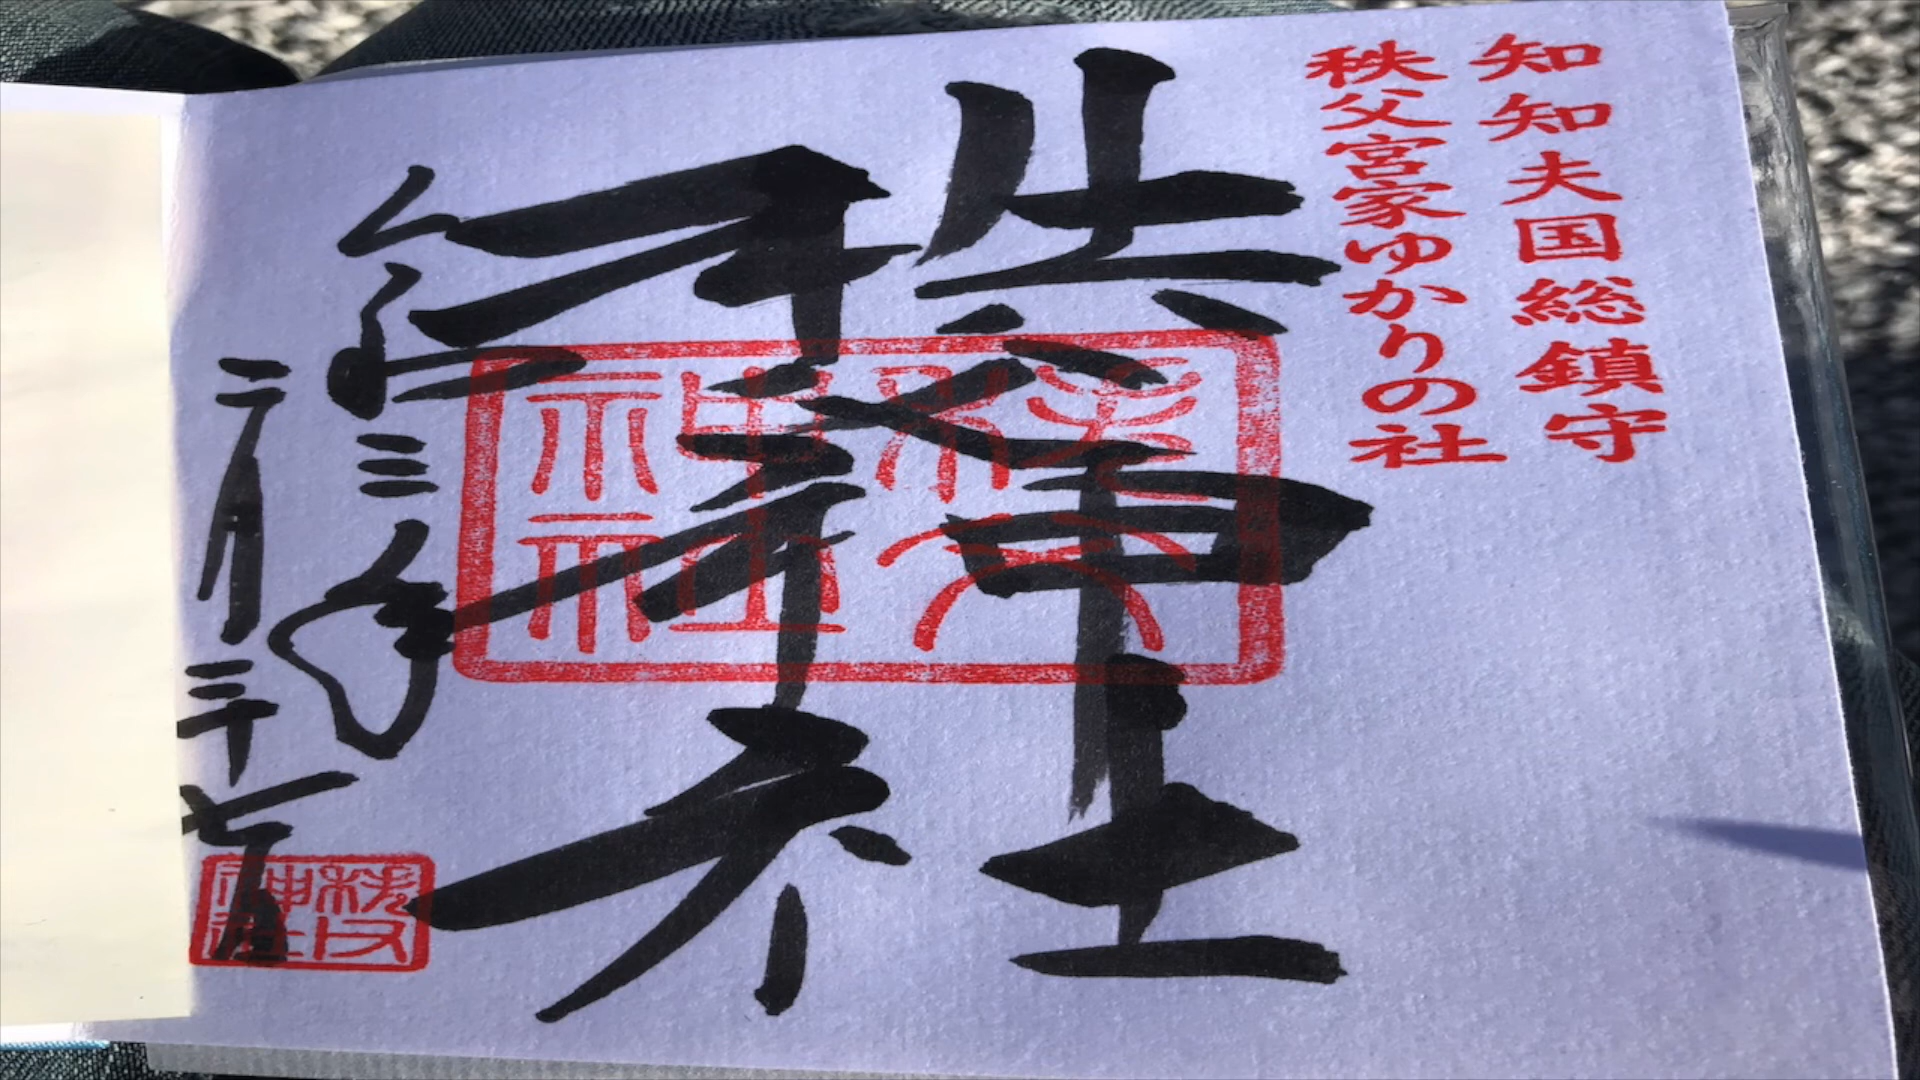 知知夫国総鎮守
秩父宮家ゆかりの社
秩父神社
秩父
神社
令和三年
二月二十七日
秩父
神社